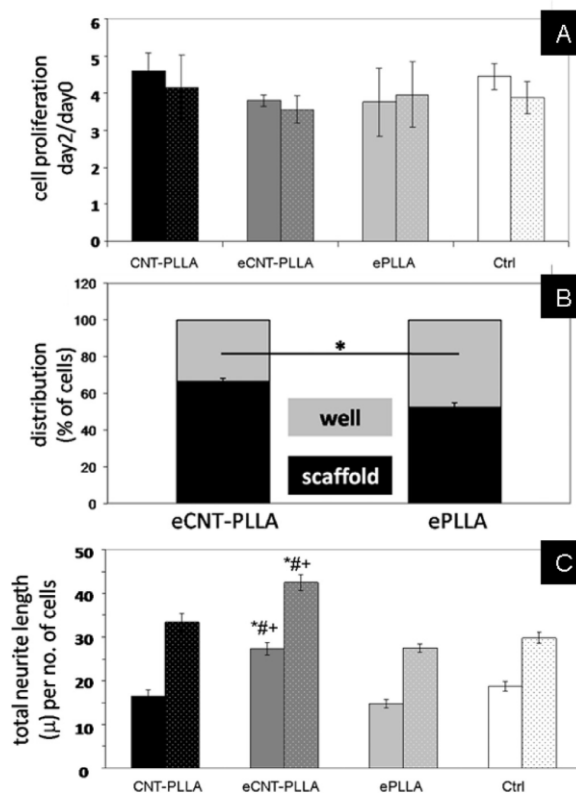 A
cell proliferation
day2/day0
6
5
4
3
2
1
0
CNT-PLLA eCNT-PLLA ePLLA Ctrl
B
distribution
(% of cells)
120
100
80
60
40
20
0
*
well
scaffold
eCNT-PLLA ePLLA
C
total neurite length
(μ) per no. of cells
50
40
30
20
10
0
*#+
*#+
CNT-PLLA eCNT-PLLA ePLLA Ctrl